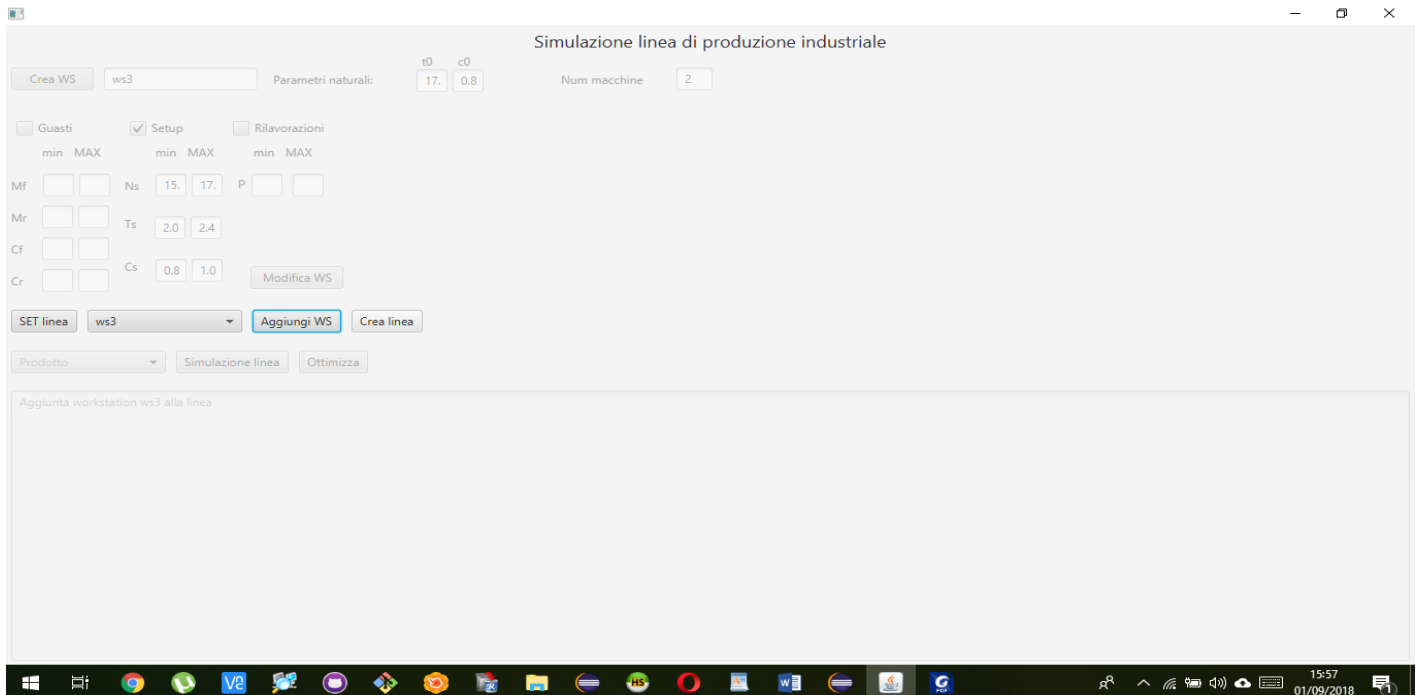 Simulazione linea di produzione industriale
t0 c0
Crea WS ws3 Parametri naturali: 17. 0.8 Num macchine 2
Guasti Setup Rilavorazioni
min MAX min MAX min MAX
Mf Ns 15. 17. P
Mr Ts 2.0 2.4
Cf
Cr Cs 0.8 1.0 Modifica WS
SET linea ws3 Aggiungi WS Crea linea
Prodotto Simulazione linea Ottimizza
Aggiunta workstation ws3 alla linea
15:57
01/09/2018